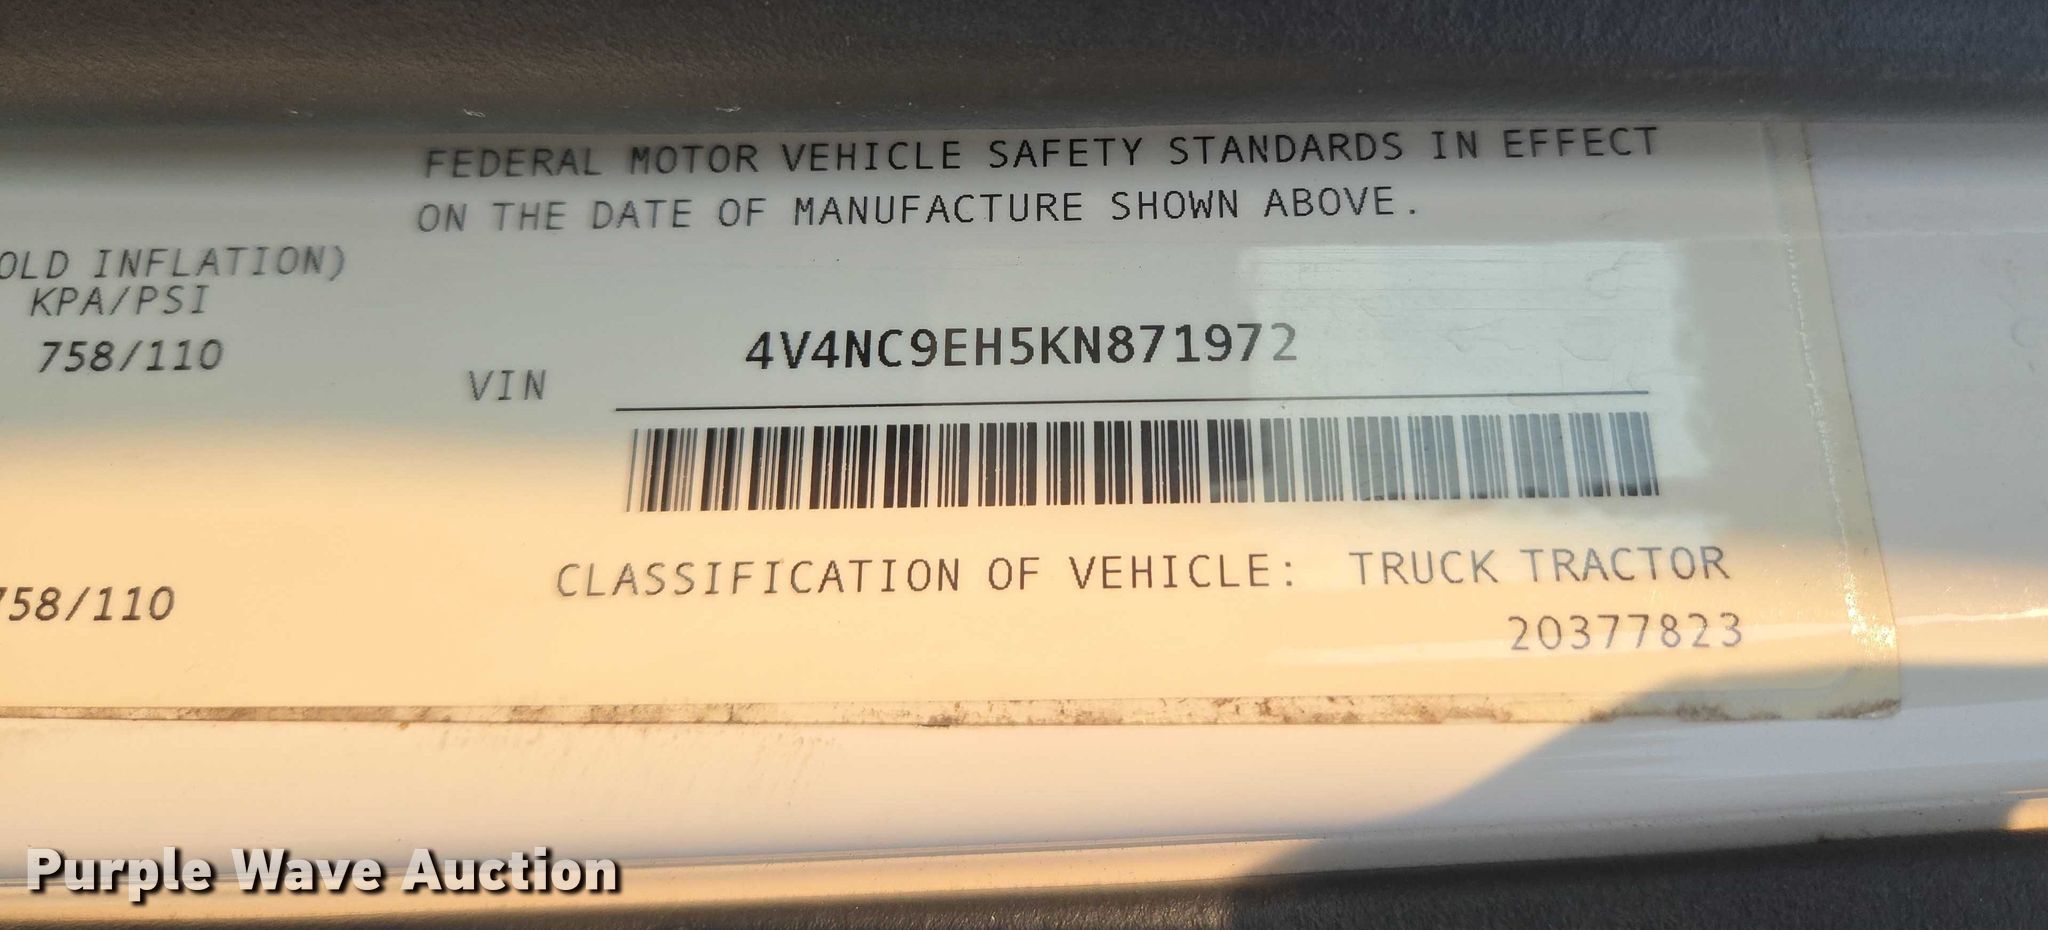 FEDERAL MOTOR VEHICLE SAFETY STANDARDS IN EFFECT
ON THE DATE OF MANUFACTURE SHOWN ABOVE.
OLD INFLATION)
KPA/PSI
758/110
VIN 4V4NC9EH5KN871972
CLASSIFICATION OF VEHICLE: TRUCK TRACTOR
758/110
20377823
Purple Wave Auction